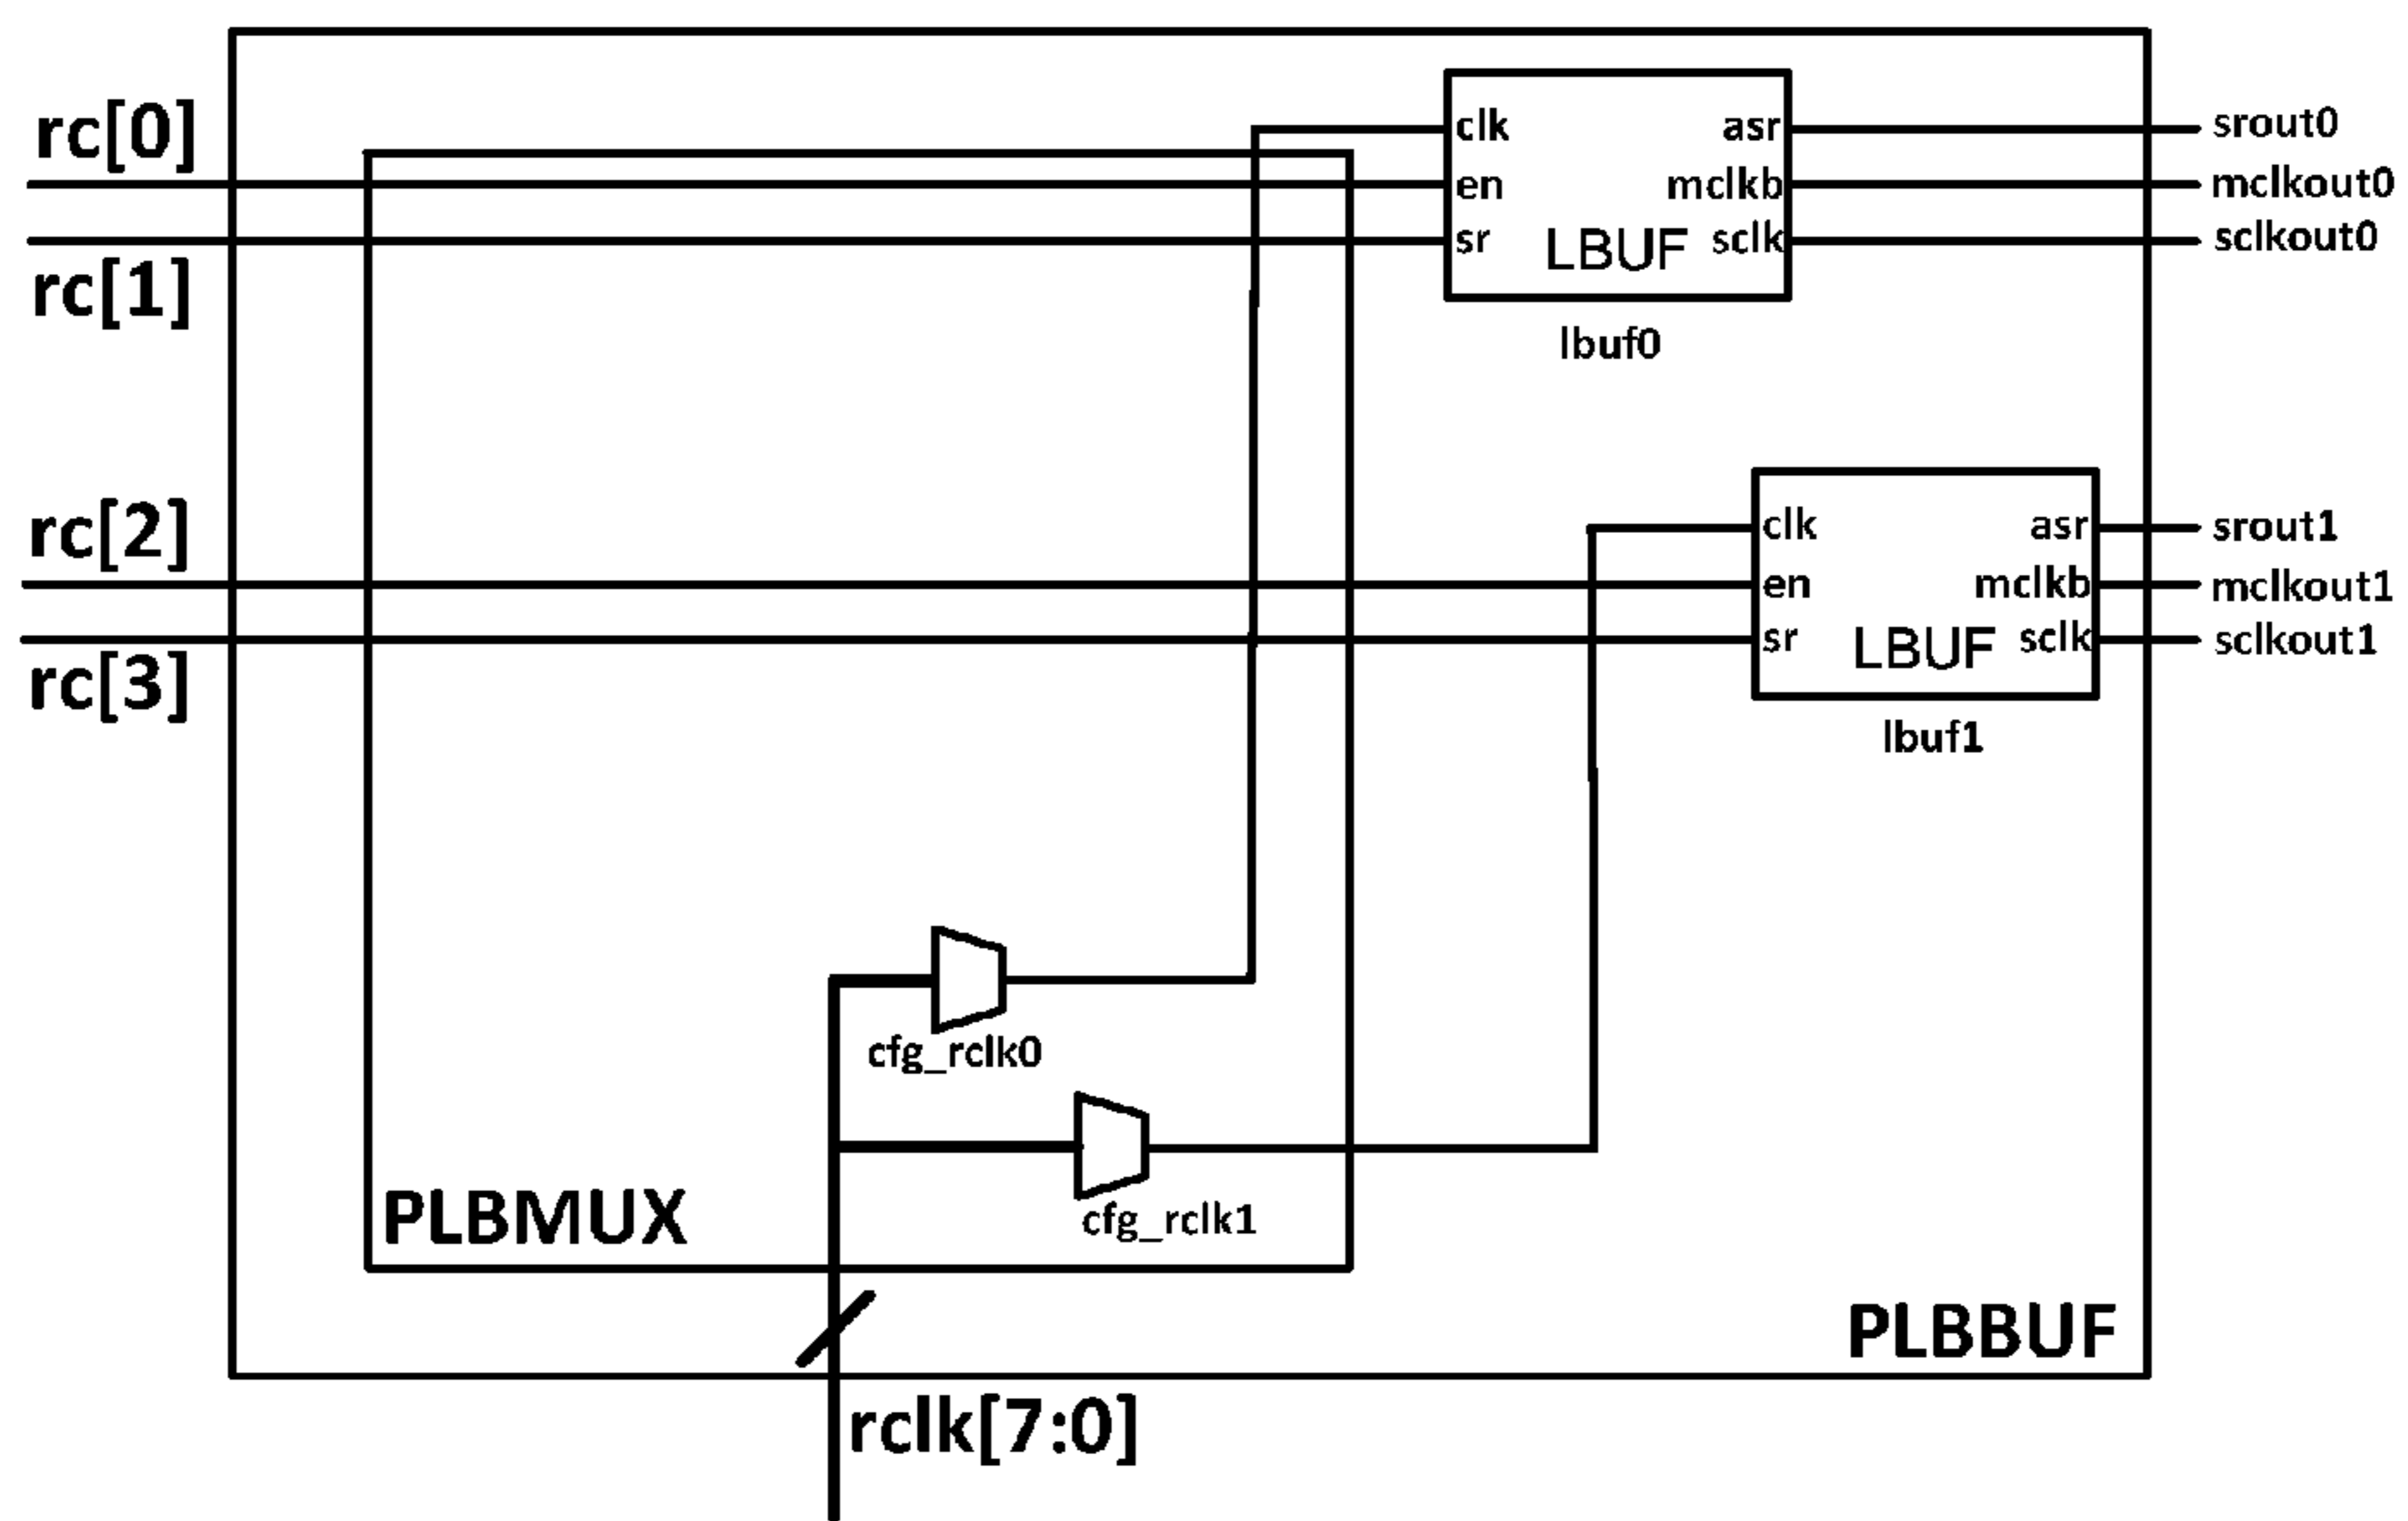 rc[0]
rc[1]
clk
en
sr
asr
mclkb
sclk
LBUF
lbuf0
srout0
mclkout0
sclkout0
rc[2]
rc[3]
clk
en
sr
asr
mclkb
sclk
LBUF
lbuf1
srout1
mclkout1
sclkout1
cfg_rclk0
cfg_rclk1
PLBMUX
PLBBUF
rclk[7:0]